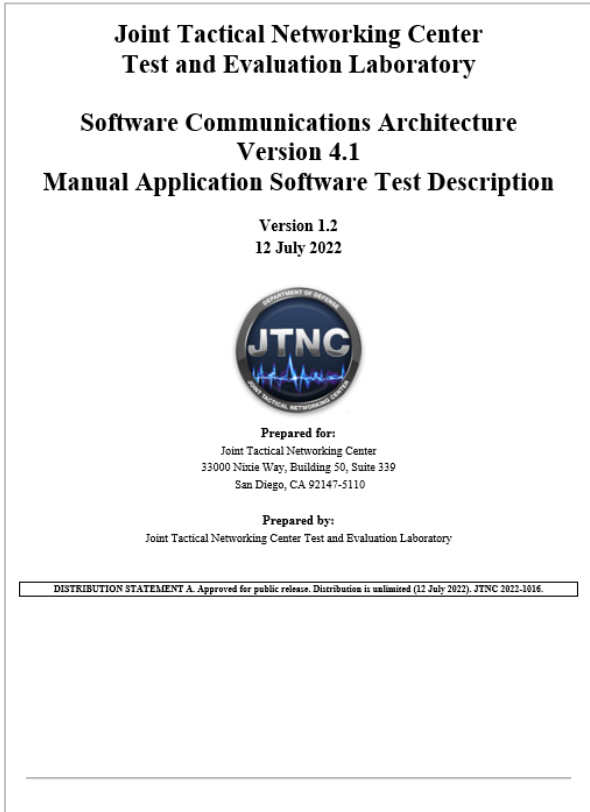 Joint Tactical Networking Center
Test and Evaluation Laboratory
Software Communications Architecture
Version 4.1
Manual Application Software Test Description
Version 1.2
12 July 2022
DEPARTMENT OF DEFENSE
JTNC
JOINT TACTICAL NETWORKING CENTER
Prepared for:
Joint Tactical Networking Center
33000 Nixie Way, Building 50, Suite 339
San Diego, CA 92147-5110
Prepared by:
Joint Tactical Networking Center Test and Evaluation Laboratory
DISTRIBUTION STATEMENT A. Approved for public release. Distribution is unlimited (12 July 2022). JTNC 2022-1016.